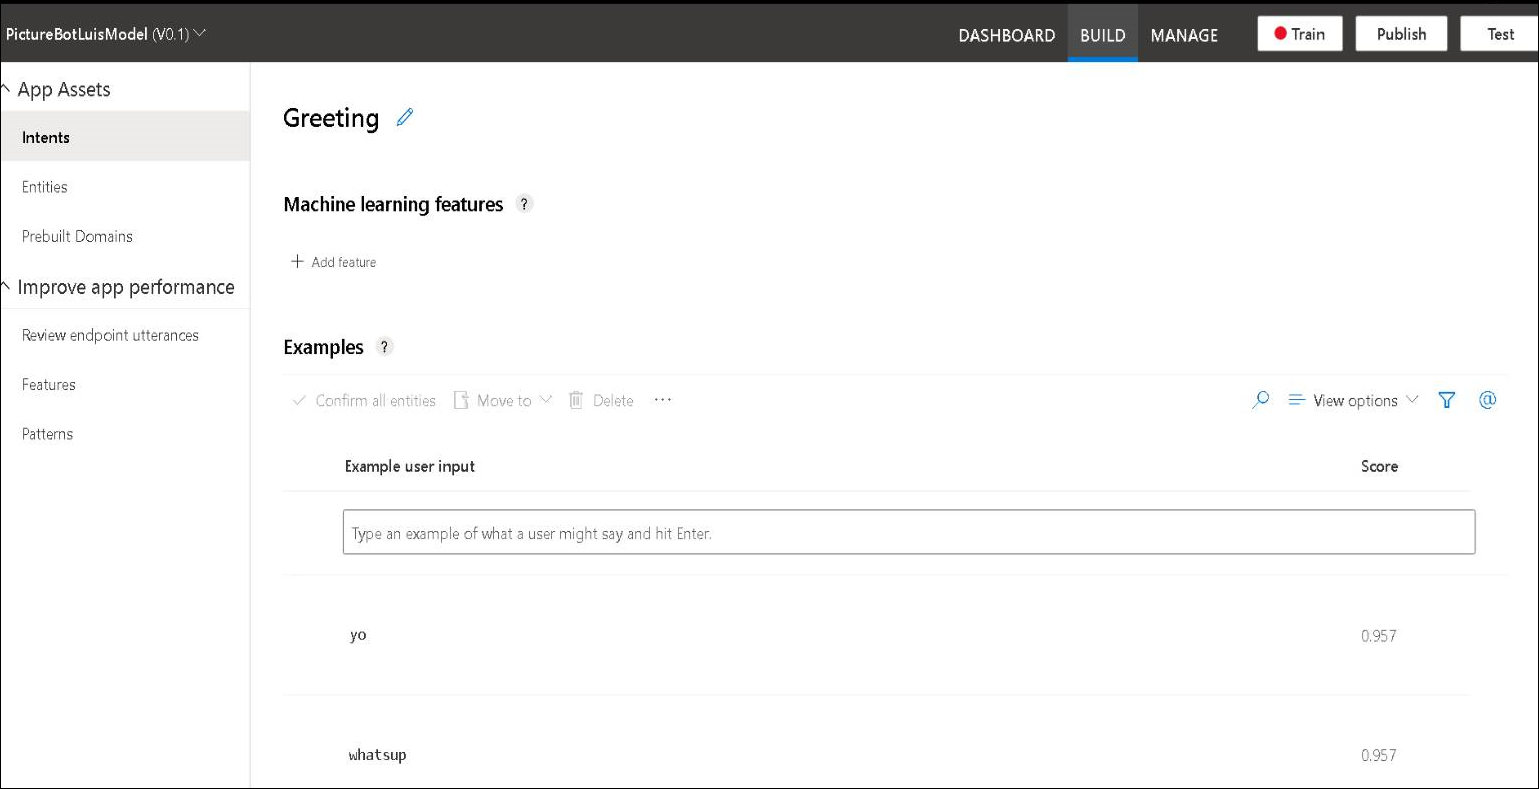 PictureBotLuisModel (V0.1)
DASHBOARD BUILD MANAGE Train Publish Test
App Assets
Intents
Entities
Prebuilt Domains
Improve app performance
Review endpoint utterances
Features
Patterns
Greeting
Machine learning features ?
+ Add feature
Examples ?
Confirm all entities Move to Delete ...
View options @
Example user input Score
Type an example of what a user might say and hit Enter.
yo 0.957
whatsup 0.957